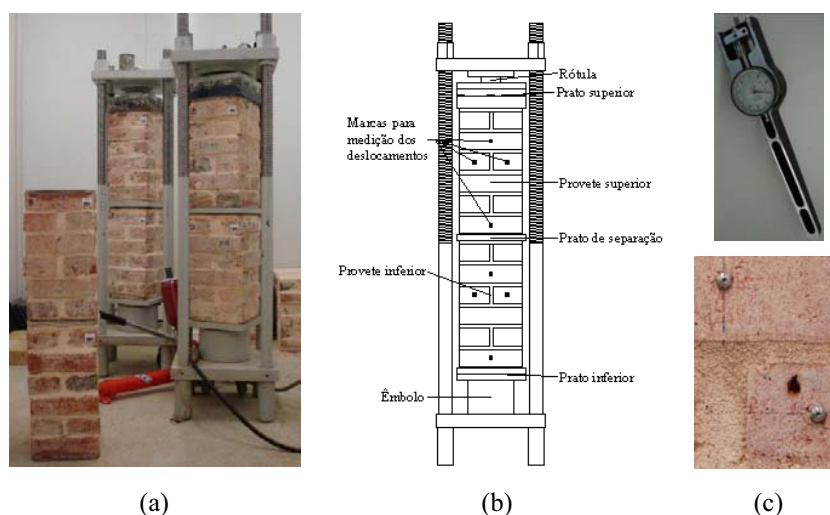 Rótula
Prato superior
Marcas para
medição dos
deslocamentos
Provete superior
Prato de separação
Provete inferior
Prato inferior
Êmbolo
(a)
(b)
(c)